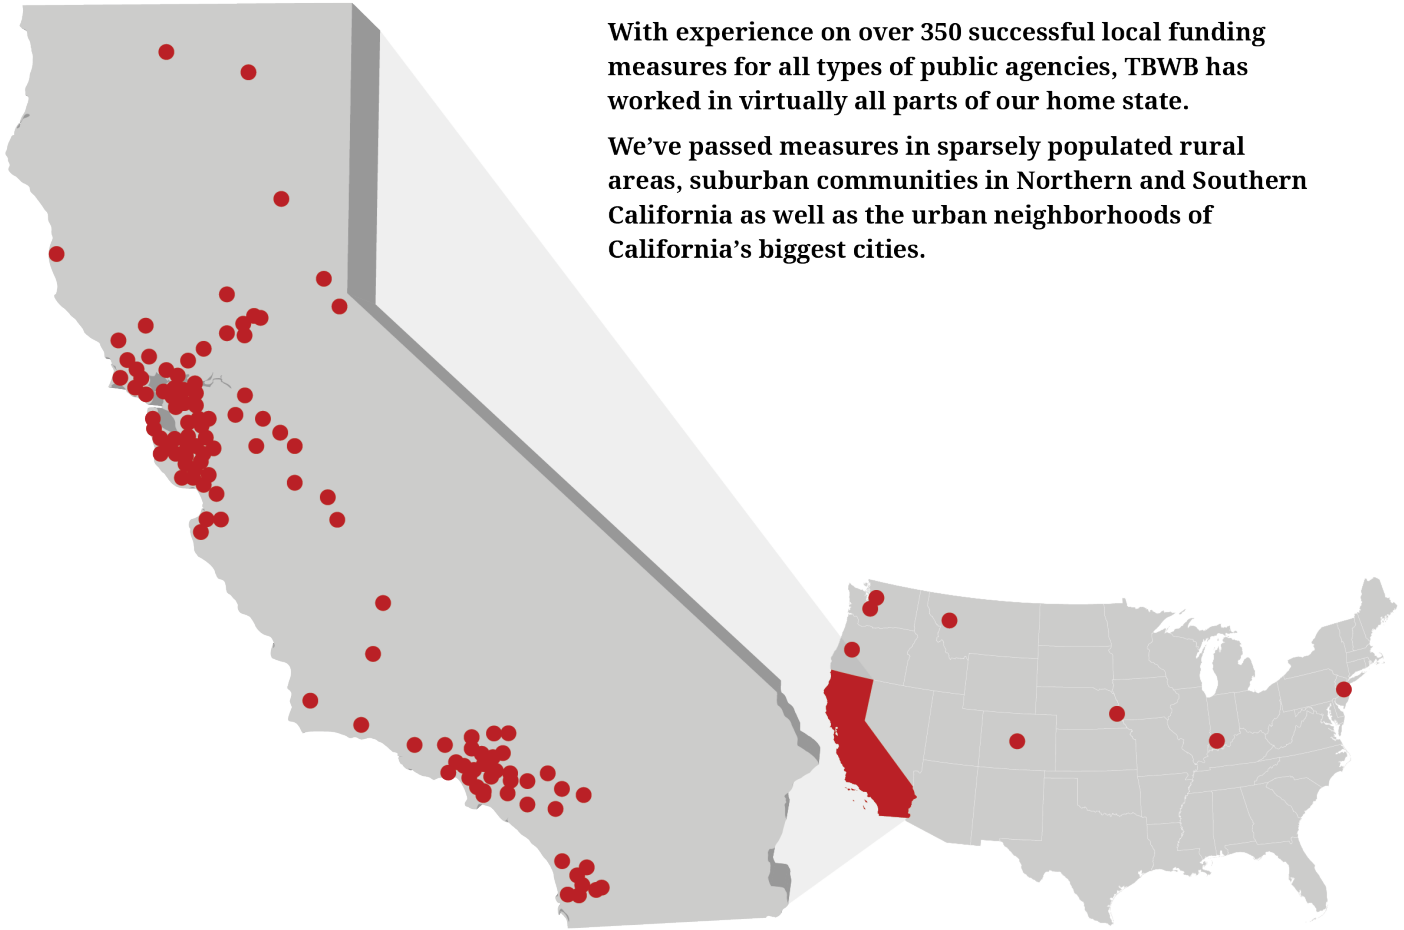 With experience on over 350 successful local funding
measures for all types of public agencies, TBWB has
worked in virtually all parts of our home state.
We’ve passed measures in sparsely populated rural
areas, suburban communities in Northern and Southern
California as well as the urban neighborhoods of
California’s biggest cities.